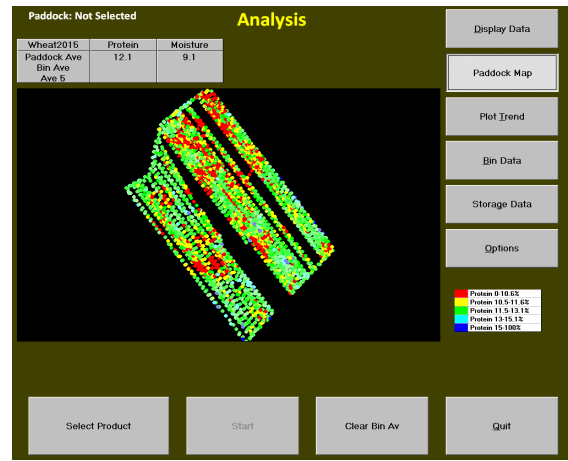 Paddock: Not Selected
Analysis
Wheat2015 Protein Moisture
Paddock Ave 12.1 9.1
Bin Ave
Ave 5
Display Data
Paddock Map
Plot Trend
Bin Data
Storage Data
Options
Protein 0-10.6%
Protein 10.5-11.6%
Protein 11.5-13.1%
Protein 13-15.1%
Protein 15-100%
Select Product
Start
Clear Bin Av
Quit